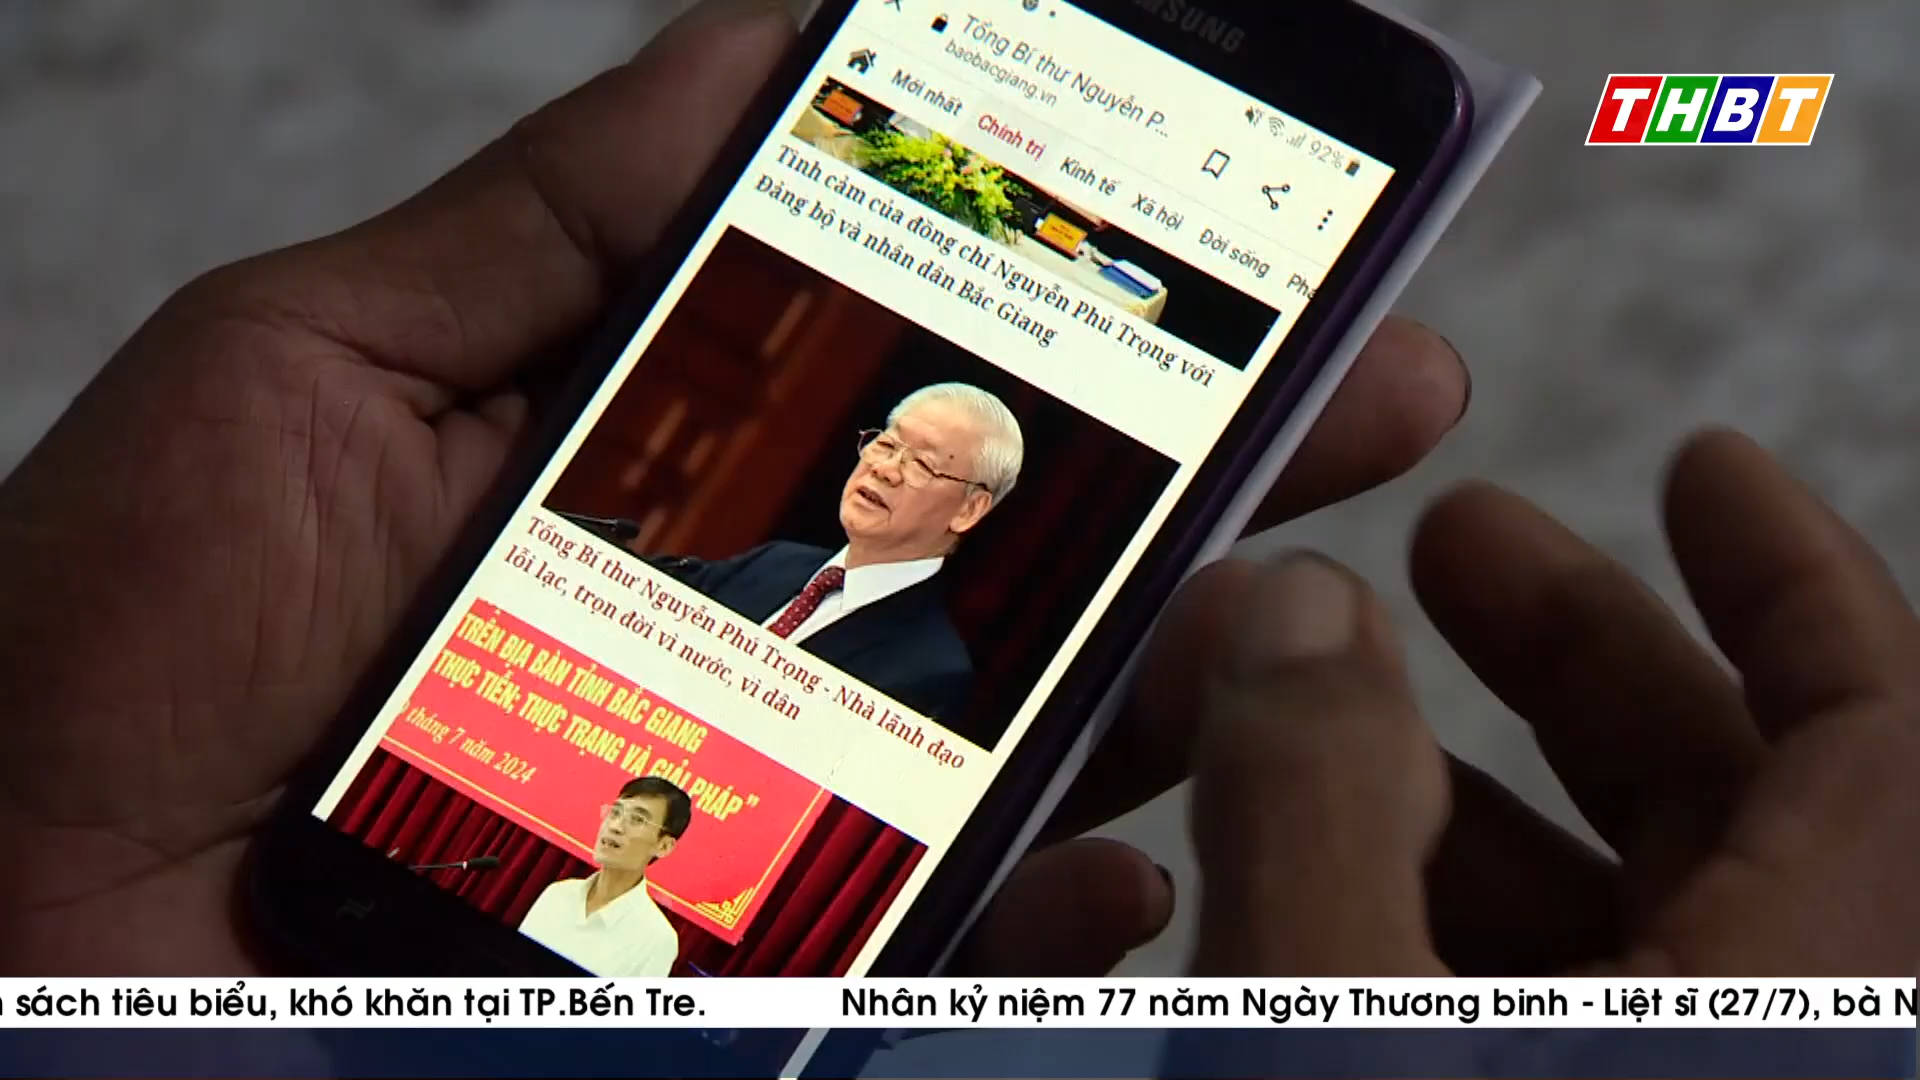 SAMSUNG
THBT
Tổng Bí thư Nguyễn P...
baobacgiang.vn
92%
Mới nhất Chính trị Kinh tế Xã hội Đời sống
Tình cảm của đồng chí Nguyễn Phú Trọng với
Đảng bộ và nhân dân Bắc Giang
Tổng Bí thư Nguyễn Phú Trọng - Nhà lãnh đạo
lỗi lạc, trọn đời vì nước, vì dân
TRÊN ĐỊA BÀN TỈNH BẮC GIANG
THỰC TIỄN; THỰC TRẠNG VÀ GIẢI PHÁP"
tháng 7 năm 2024
sách tiêu biểu, khó khăn tại TP.Bến Tre. Nhân kỷ niệm 77 năm Ngày Thương binh - Liệt sĩ (27/7), bà